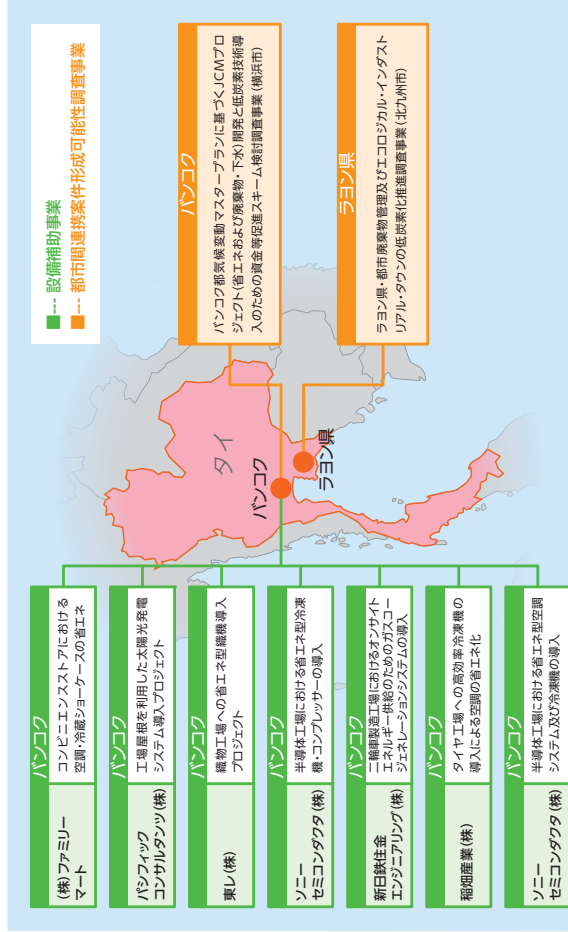 ■--- 設備補助事業
■--- 都市間連携案件形成可能性調査事業
バンコク
(株)ファミリー
マート
コンビニエンスストアにおける
空調・冷蔵ショーケースの省エネ
バンコク
パシフィック
コンサルタンツ(株)
工場屋根を利用した太陽光発電
システム導入プロジェクト
バンコク
東レ(株)
織物工場への省エネ型織機導入
プロジェクト
バンコク
ソニー
セミコンダクタ(株)
半導体工場における省エネ型冷凍
機・コンプレッサーの導入
バンコク
新日鉄住金
エンジニアリング(株)
二輪車製造工場におけるオンサイト
エネルギー供給のためのガスコー
ジェネレーションシステムの導入
バンコク
稲畑産業(株)
タイヤ工場への高効率冷凍機の
導入による空調の省エネ化
バンコク
ソニー
セミコンダクタ(株)
半導体工場における省エネ型空調
システム及び冷凍機の導入
タイ
バンコク
ラヨン県
バンコク
バンコク都気候変動マスタープランに基づくJCMプロ
ジェクト(省エネおよび廃棄物・下水)開発と低炭素技術導
入のための資金等促進スキーム検討調査事業(横浜市)
ラヨン県
ラヨン県・都市廃棄物管理及びエコロジカル・インダスト
リアル・タウンの低炭素化推進調査事業(北九州市)